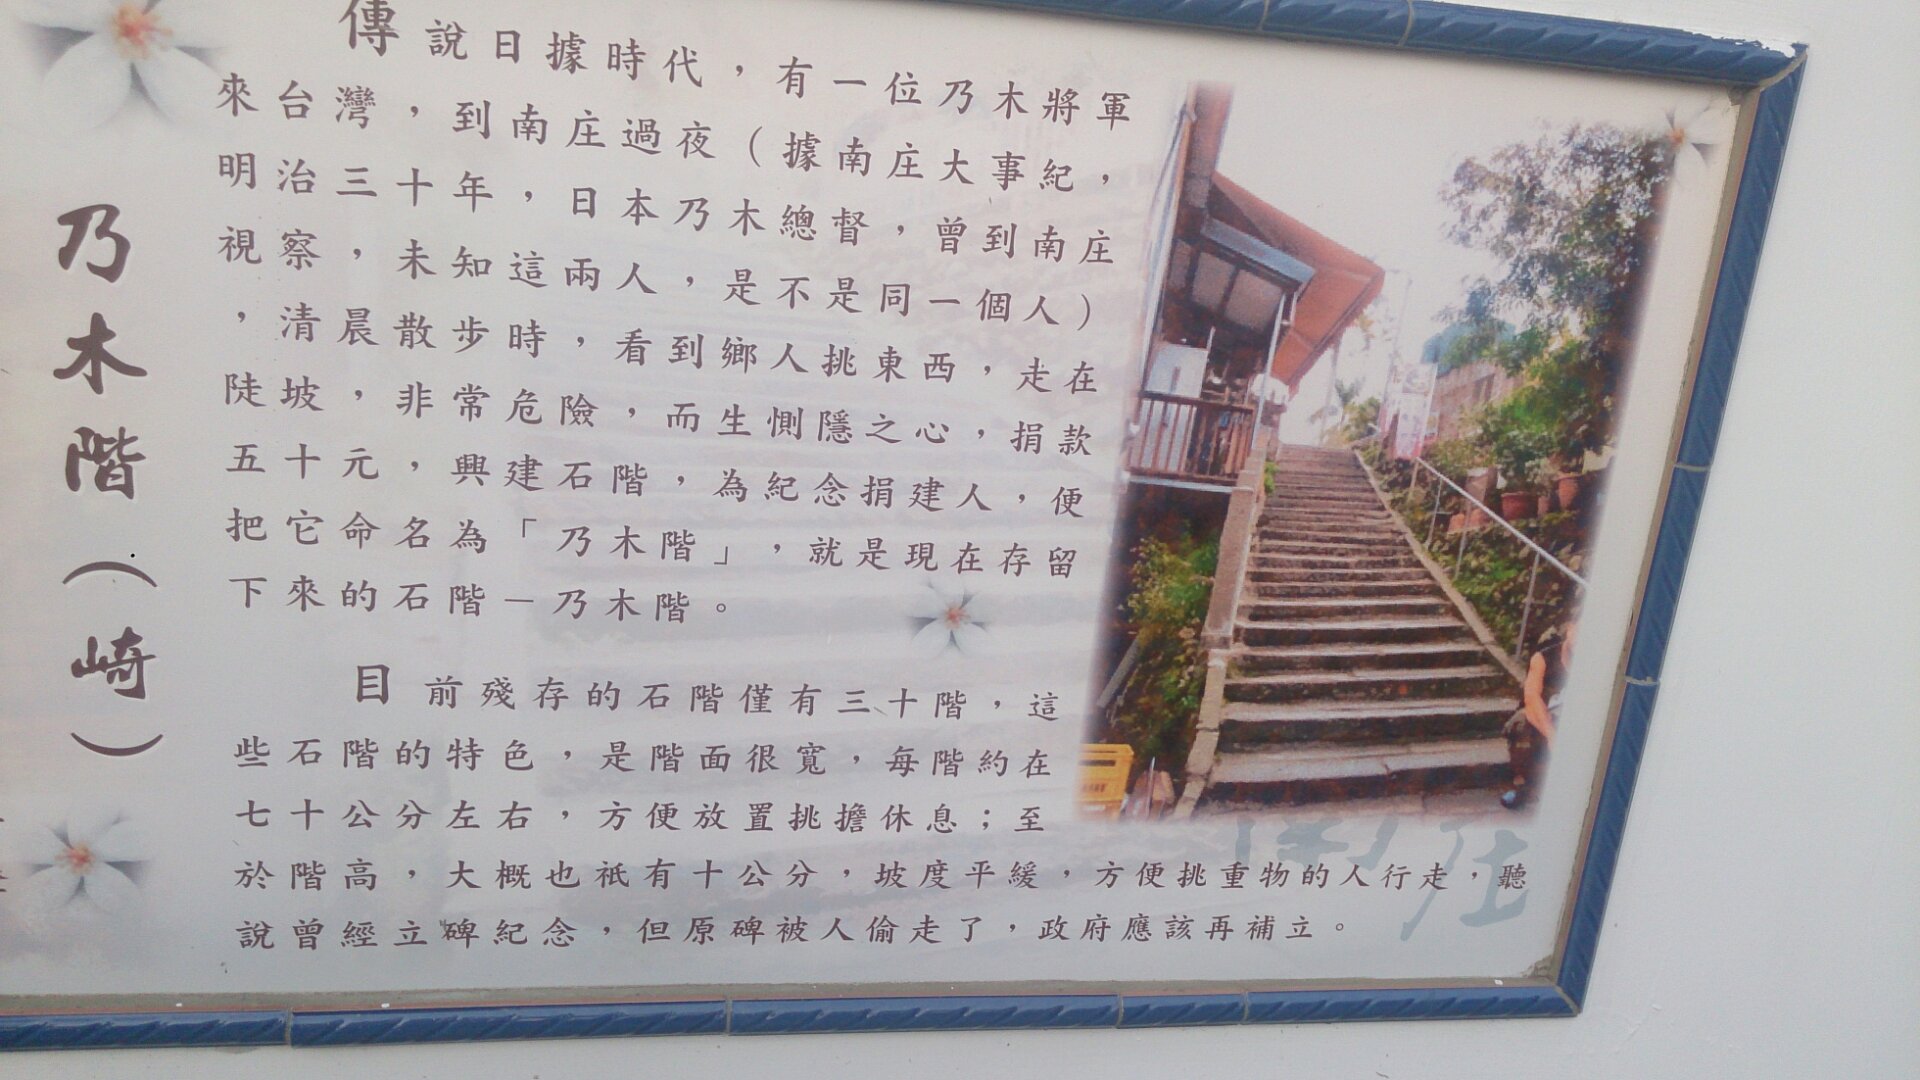 乃木階（崎）
傳說日據時代，有一位乃木將軍
來台灣，到南庄過夜（據南庄大事紀，
明治三十年，日本乃木總督，曾到南庄
視察，未知這兩人，是不是同一個人）
，清晨散步時，看到鄉人挑東西，走在
陡坡，非常危險，而生惻隱之心，捐款
五十元，興建石階，為紀念捐建人，便
把它命名為「乃木階」，就是現在存留
下來的石階－乃木階。
目前殘存的石階僅有三十階，這
些石階的特色，是階面很寬，每階約在
七十公分左右，方便放置挑擔休息；至
於階高，大概也祇有十公分，坡度平緩，方便挑重物的人行走，聽
說曾經立碑紀念，但原碑被人偷走了，政府應該再補立。